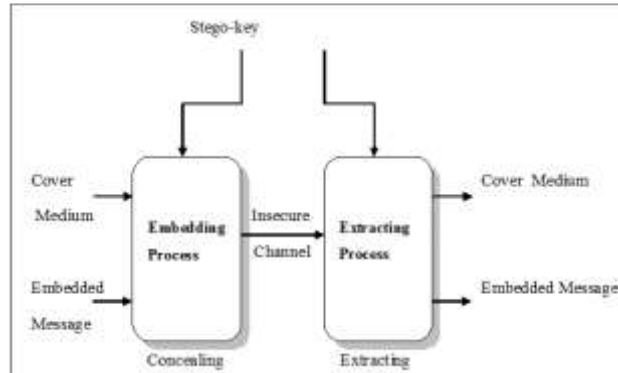 Stego-key
Cover
Medium
Embedding
Process
Insecure
Channel
Extracting
Process
Cover Medium
Embedded
Message
Embedded Message
Concealing
Extracting